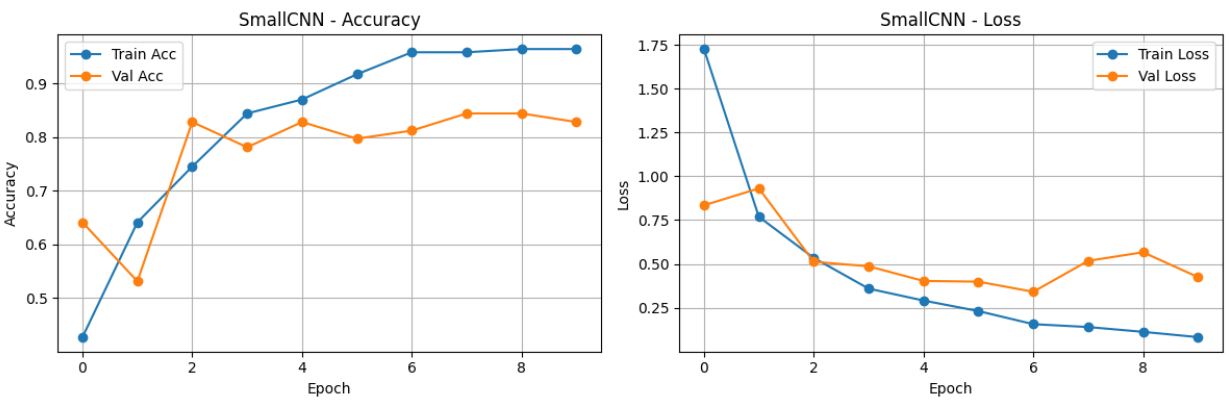 SmallCNN - Accuracy
Train Acc
Val Acc
Accuracy
0.9
0.8
0.7
0.6
0.5
0 2 4 6 8
Epoch
SmallCNN - Loss
Train Loss
Val Loss
Loss
1.75
1.50
1.25
1.00
0.75
0.50
0.25
0 2 4 6 8
Epoch